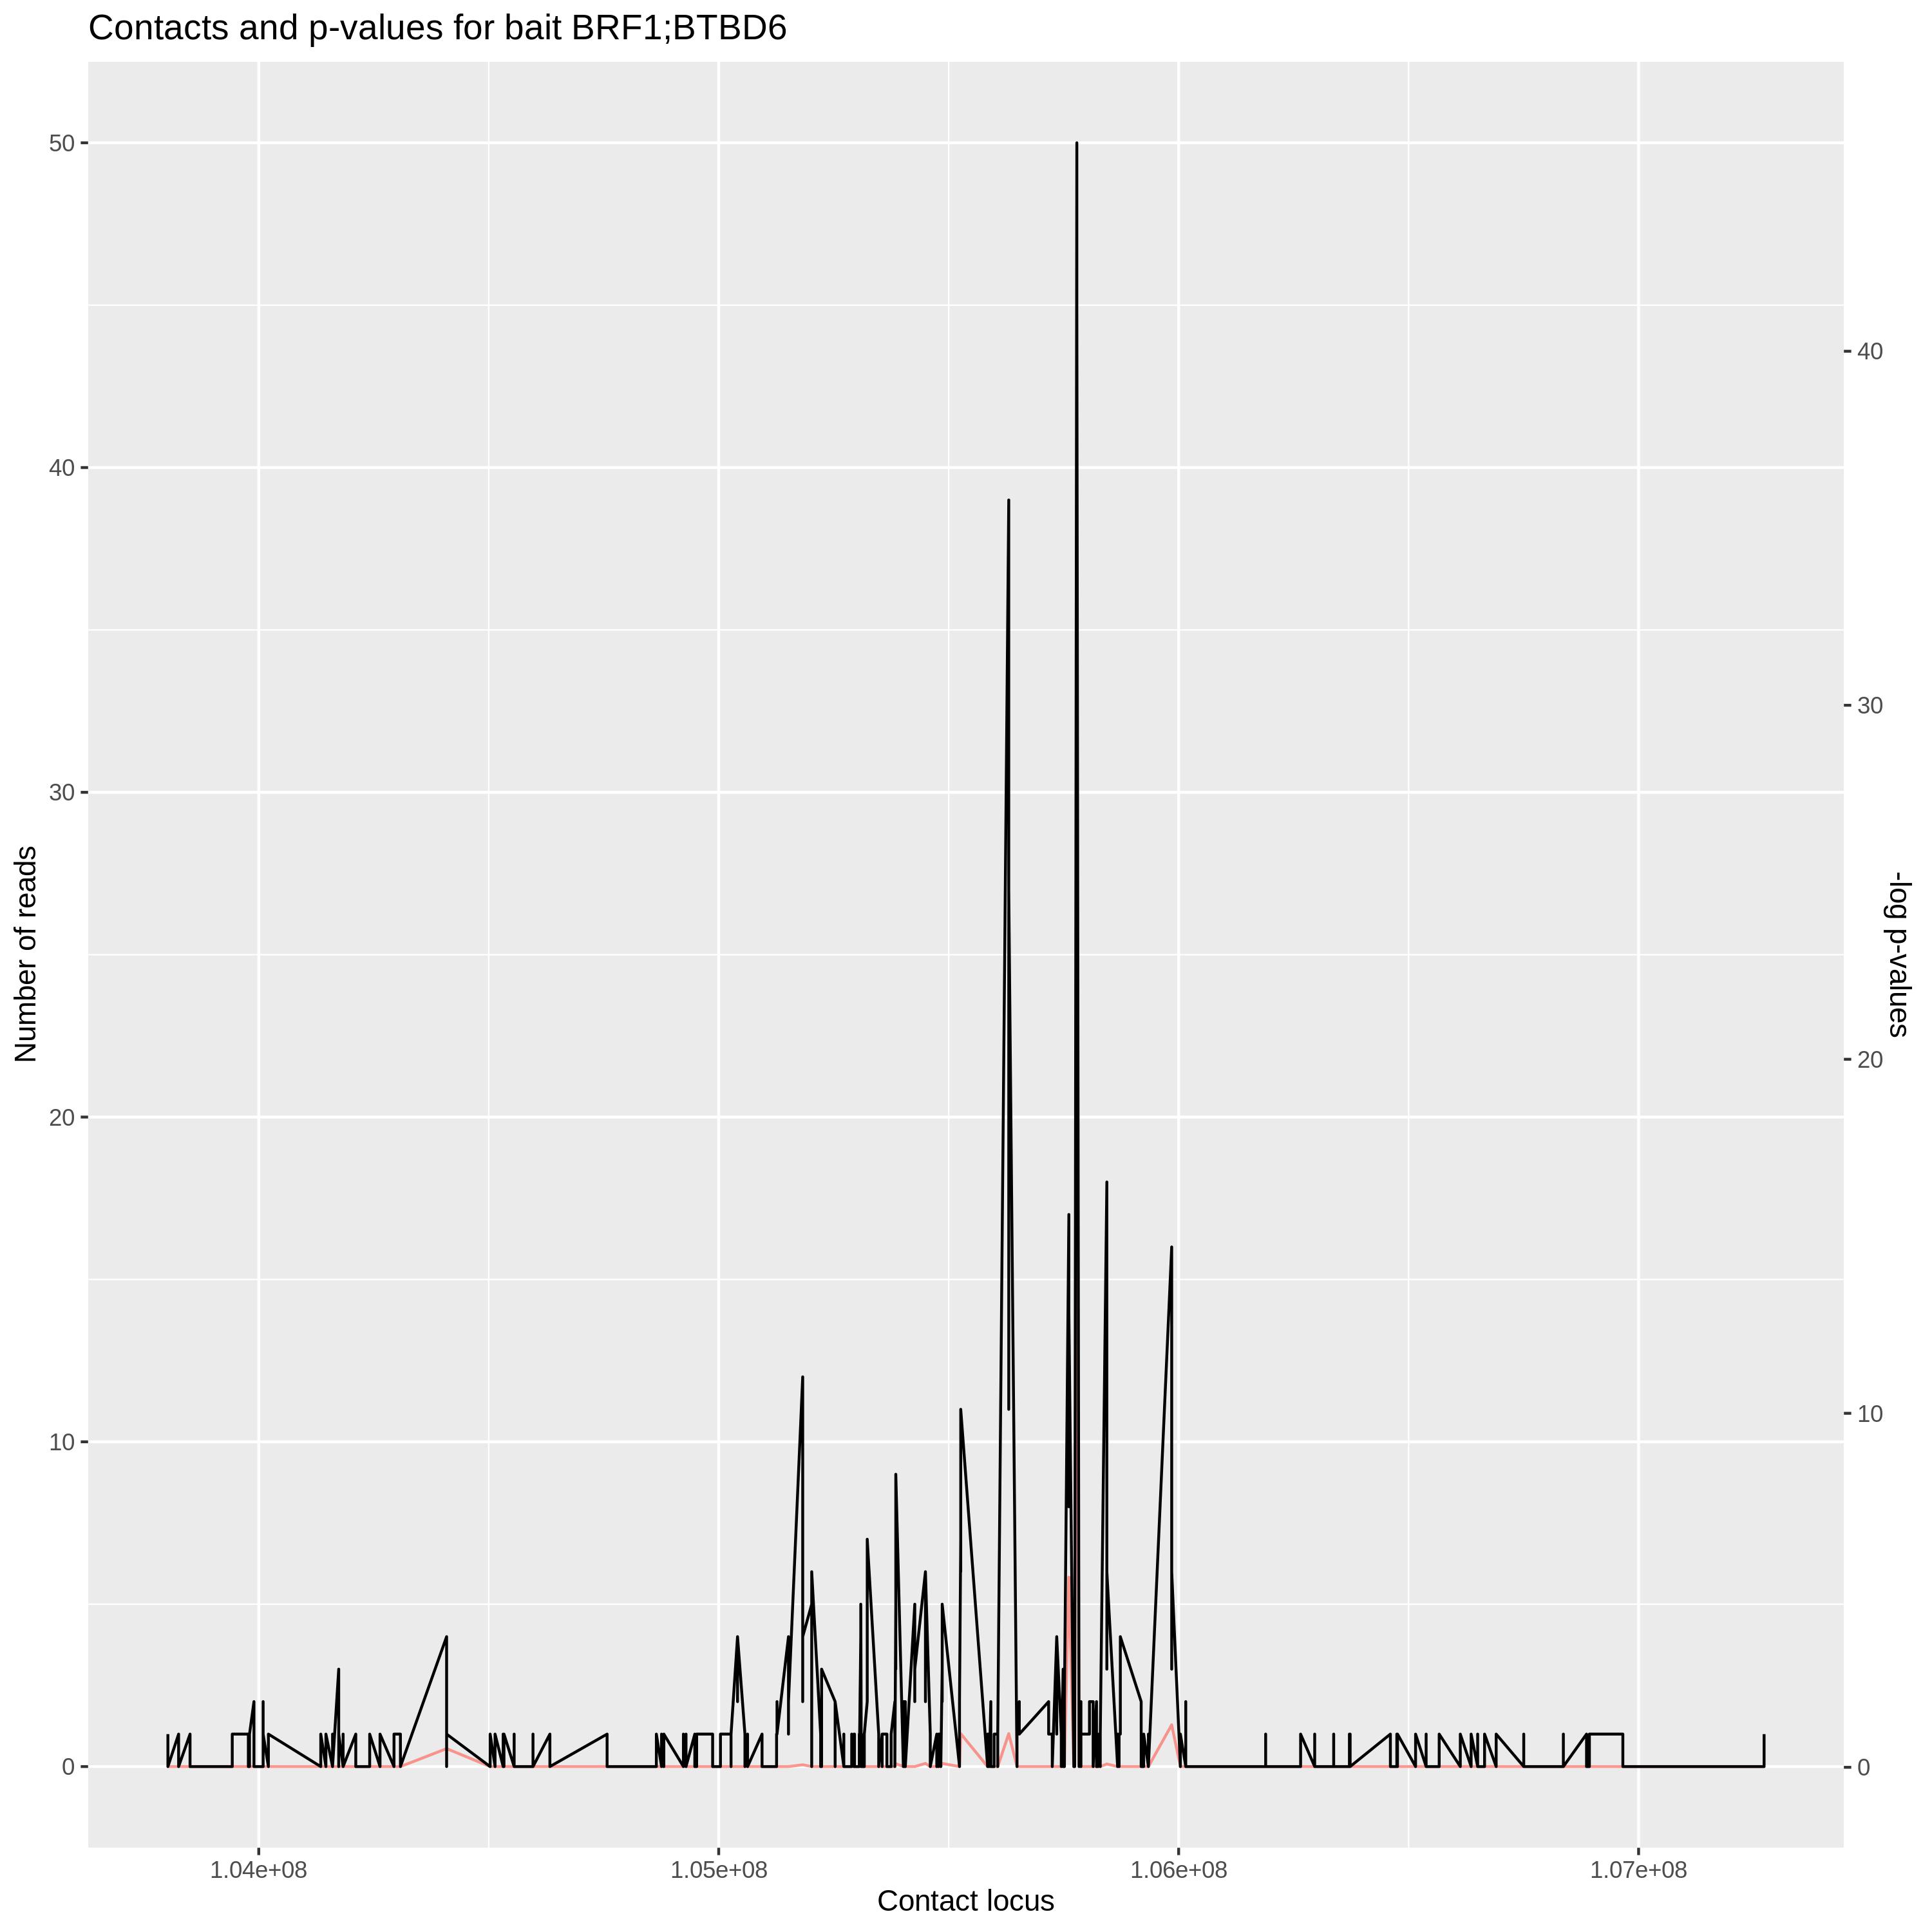 Contacts and p-values for bait BRF1;BTBD6
50
40
30
20
10
0
Number of reads
40
30
20
10
0
-log p-values
1.04e+08
1.05e+08
1.06e+08
1.07e+08
Contact locus